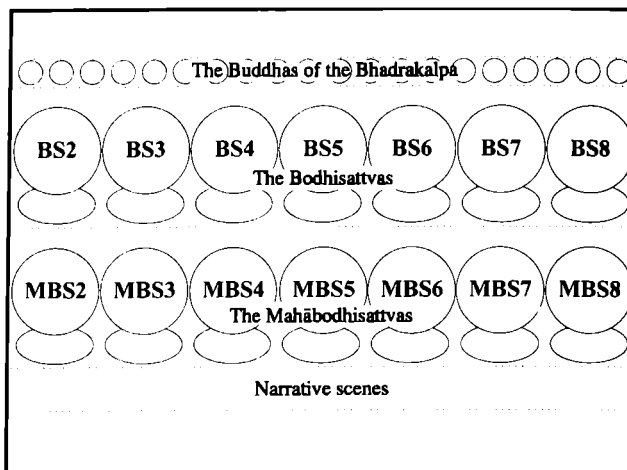 The Buddhas of the Bhadrakalpa
BS2 BS3 BS4 BS5 BS6 BS7 BS8
The Bodhisattvas
MBS2 MBS3 MBS4 MBS5 MBS6 MBS7 MBS8
The Mahābodhisattvas
Narrative scenes